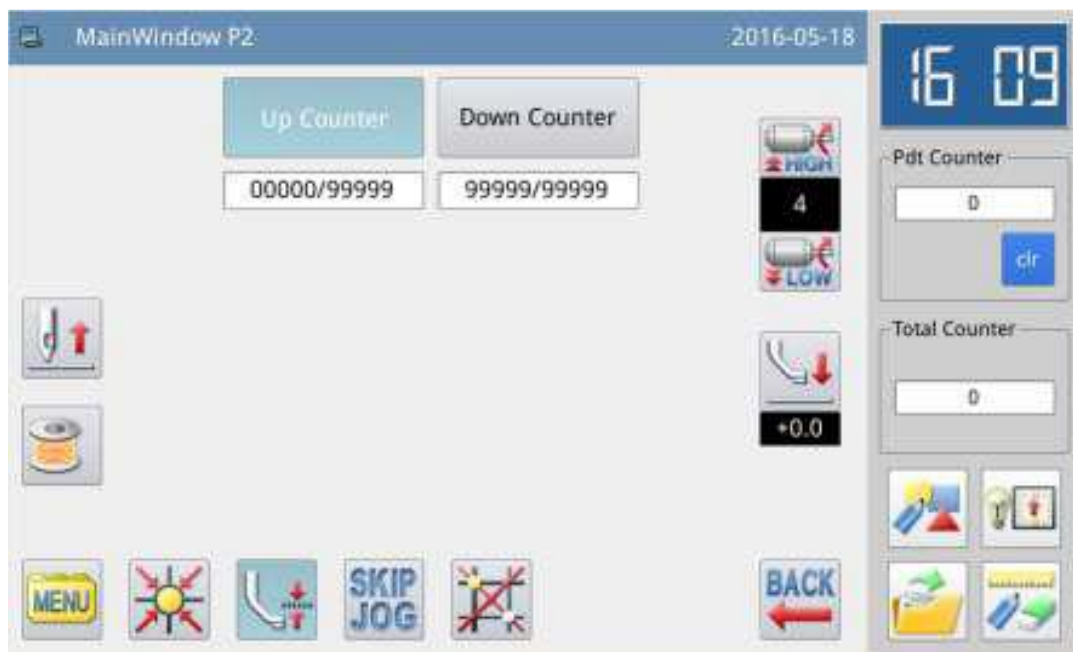 MainWindow P2
2016-05-18
16 09
Up Counter
Down Counter
00000/99999
99999/99999
HIGH
4
LOW
+0.0
Pdt Counter
0
clr
Total Counter
0
MENU
SKIP
JOG
BACK